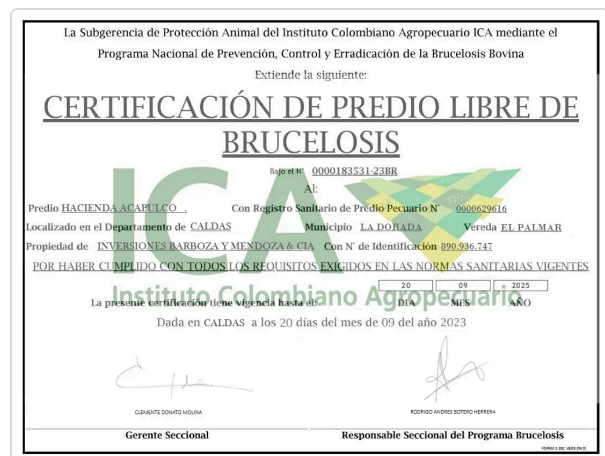 La Subgerencia de Protección Animal del Instituto Colombiano Agropecuario ICA mediante el
Programa Nacional de Prevención, Control y Erradicación de la Brucelosis Bovina
Extiende la siguiente:
CERTIFICACIÓN DE PREDIO LIBRE DE
BRUCELOSIS
Bajo el N° 0000183531-23BR
Al:
Predio HACIENDA ACAPULCO . Con Registro Sanitario de Predio Pecuario N° 0000629616
Localizado en el Departamento de CALDAS Municipio LA DORADA Vereda EL PALMAR
Propiedad de INVERSIONES BARBOZA Y MENDOZA & CIA Con N° de Identificación 890.936.747
POR HABER CUMPLIDO CON TODOS LOS REQUISITOS EXIGIDOS EN LAS NORMAS SANITARIAS VIGENTES
ICA
Instituto Colombiano Agropecuario
20 09 2025
La presente certificación tiene vigencia hasta el: DIA MES AÑO
Dada en CALDAS a los 20 días del mes de 09 del año 2023
CLEMENTE DONATO MOLINA RODRIGO ANDRES BOTERO HERRERA
Gerente Seccional Responsable Seccional del Programa Brucelosis